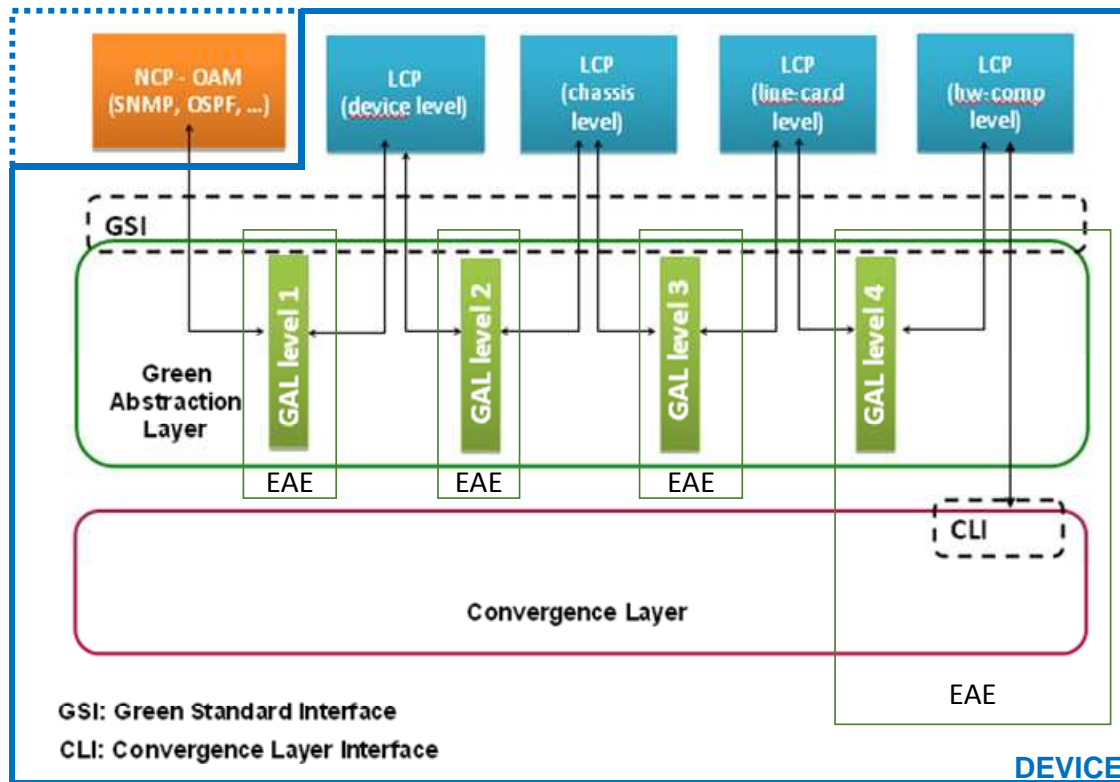 NCP - OAM
(SNMP, OSPF, ...)
LCP
(device level)
LCP
(chassis
level)
LCP
(line-card
level)
LCP
(hw-comp
level)
GSI
GAL level 1
GAL level 2
GAL level 3
GAL level 4
Green
Abstraction
Layer
EAE
EAE
EAE
CLI
Convergence Layer
EAE
GSI: Green Standard Interface
CLI: Convergence Layer Interface
DEVICE